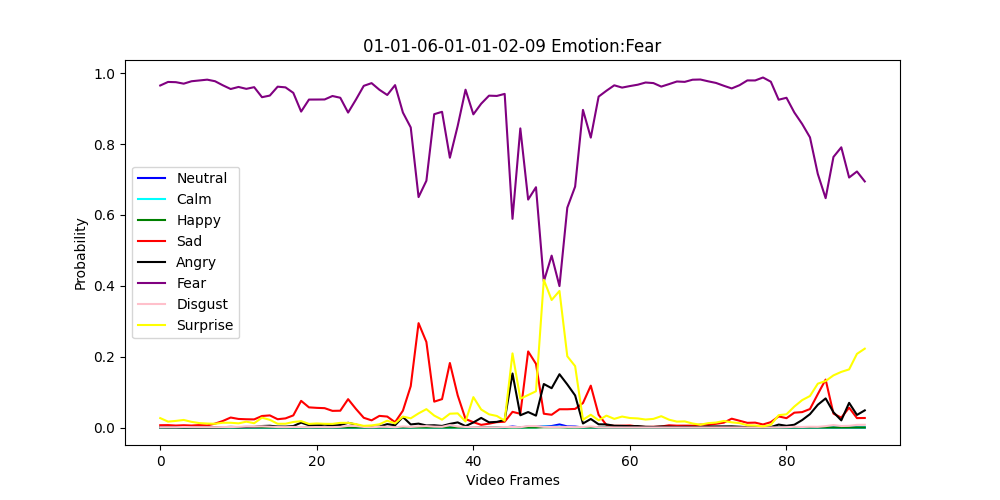 01-01-06-01-01-02-09 Emotion:Fear
1.0
0.8
0.6
0.4
0.2
0.0
Probability
Neutral
Calm
Happy
Sad
Angry
Fear
Disgust
Surprise
0
20
40
60
80
Video Frames